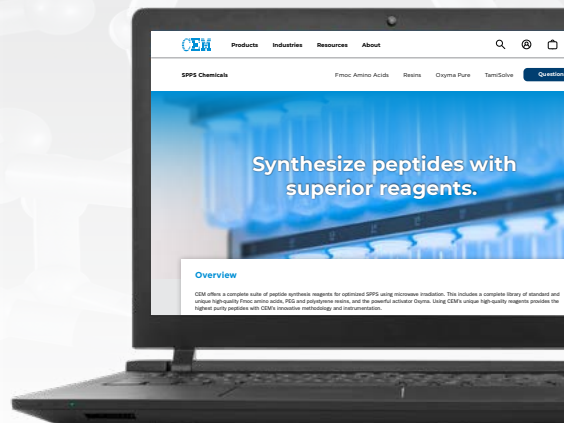 CEM Products Industries Resources About
SPPS Chemicals Fmoc Amino Acids Resins Oxyma Pure TamiSolve
Synthesize peptides with
superior reagents.
Overview
CEM offers a complete suite of peptide synthesis reagents for optimized SPPS using microwave irradiation. This includes a complete library of standard and
unique high-quality Fmoc amino acids, PEG and polystyrene resins, and the powerful activator Oxyma. Using CEM's unique high-quality reagents provides the
highest purity peptides with CEM's innovative methodology and instrumentation.